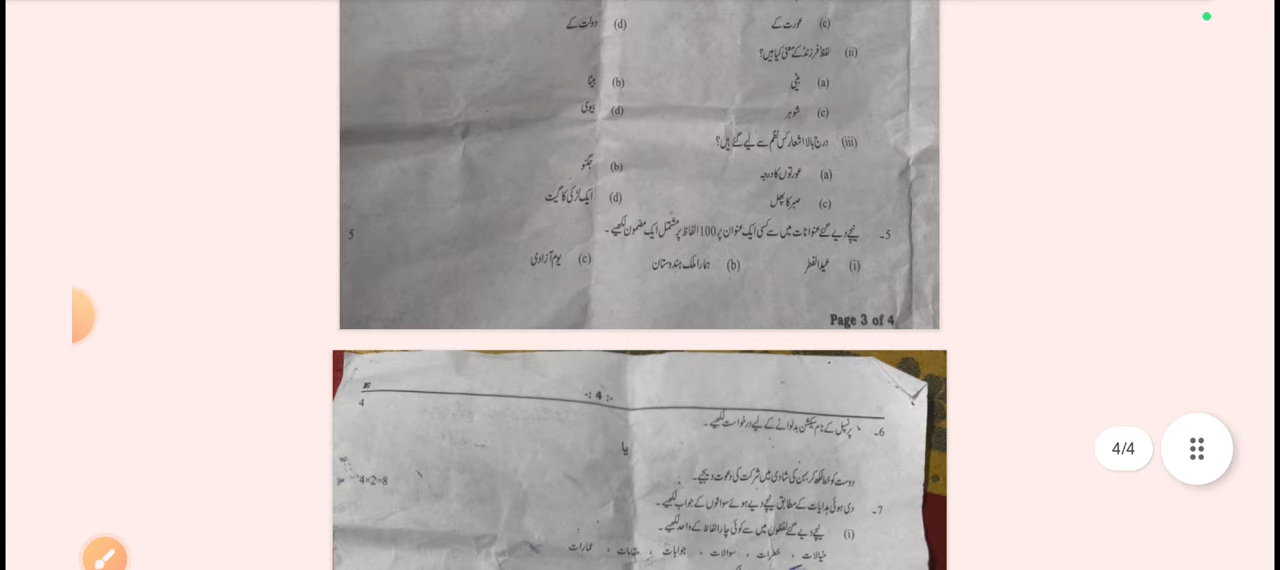 (c) عورت کے (d) دولت کے
(ii) لفظ فرزند کے معنی کیا ہیں؟
(a) بیٹی (b) بیٹا
(c) شوہر (d) بیوی
(iii) درج بالا اشعار کس نظم سے لیے گئے ہیں؟
(a) عورتوں کا درجہ (b) جگنو
(c) صبر کا پھل (d) ایک لڑکی کا گیت
5- نیچے دیے گئے عنوانات میں سے کسی ایک عنوان پر 100 الفاظ پر مشتمل ایک مضمون لکھیے۔ 5
(i) عید الفطر (b) ہمارا ملک ہندوستان (c) یوم آزادی
Page 3 of 4
E
-: 4 :-
6- پرنسپل کے نام سیکشن بدلوانے کے لیے درخواست لکھیے۔ 4
یا
دوست کو خط لکھ کر بہن کی شادی میں شرکت کی دعوت دیجیے۔
7- دی ہوئی ہدایات کے مطابق نیچے دیے ہوئے سوالوں کے جواب لکھیے۔ 4×2=8
(i) نیچے دیے گئے لفظوں میں سے کوئی چار الفاظ کے واحد لکھیے۔
خیالات ، خطرات ، سوالات ، جوابات ، مقامات ، عمارات
4/4